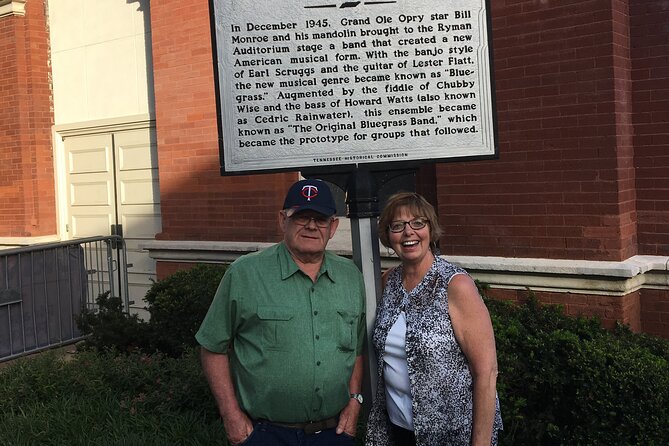 In December 1945, Grand Ole Opry star Bill
Monroe and his mandolin brought to the Ryman
Auditorium stage a band that created a new
American musical form. With the banjo style
of Earl Scruggs and the guitar of Lester Flatt,
the new musical genre became known as "Blue-
grass." Augmented by the fiddle of Chubby
Wise and the bass of Howard Watts (also known
as Cedric Rainwater), this ensemble became
known as "The Original Bluegrass Band," which
became the prototype for groups that followed.
TENNESSEE HISTORICAL COMMISSION
TC